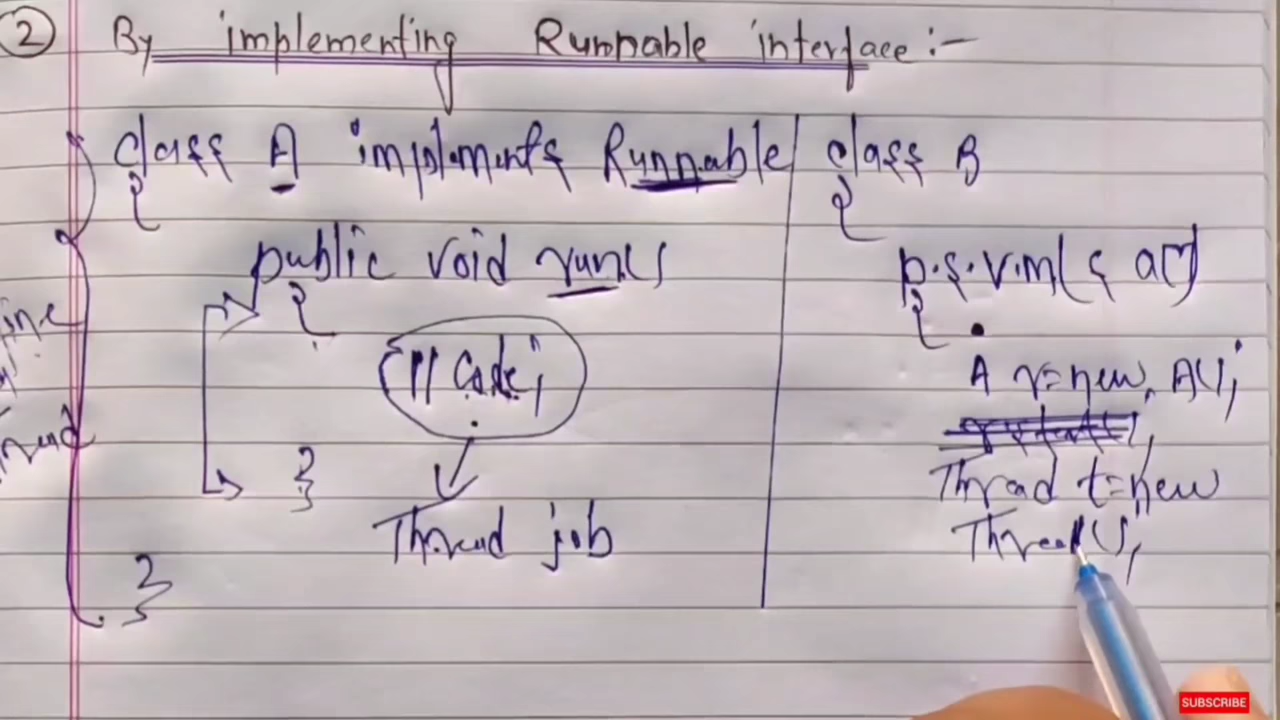 2 By implementing Runnable interface :-
class A implements Runnable
{
public void run()
{
// Code;
}
Thread job
}
class B
{
p.s.v.m(s a[])
{
A r=new A();
Thread t=new
Thread();
SUBSCRIBE